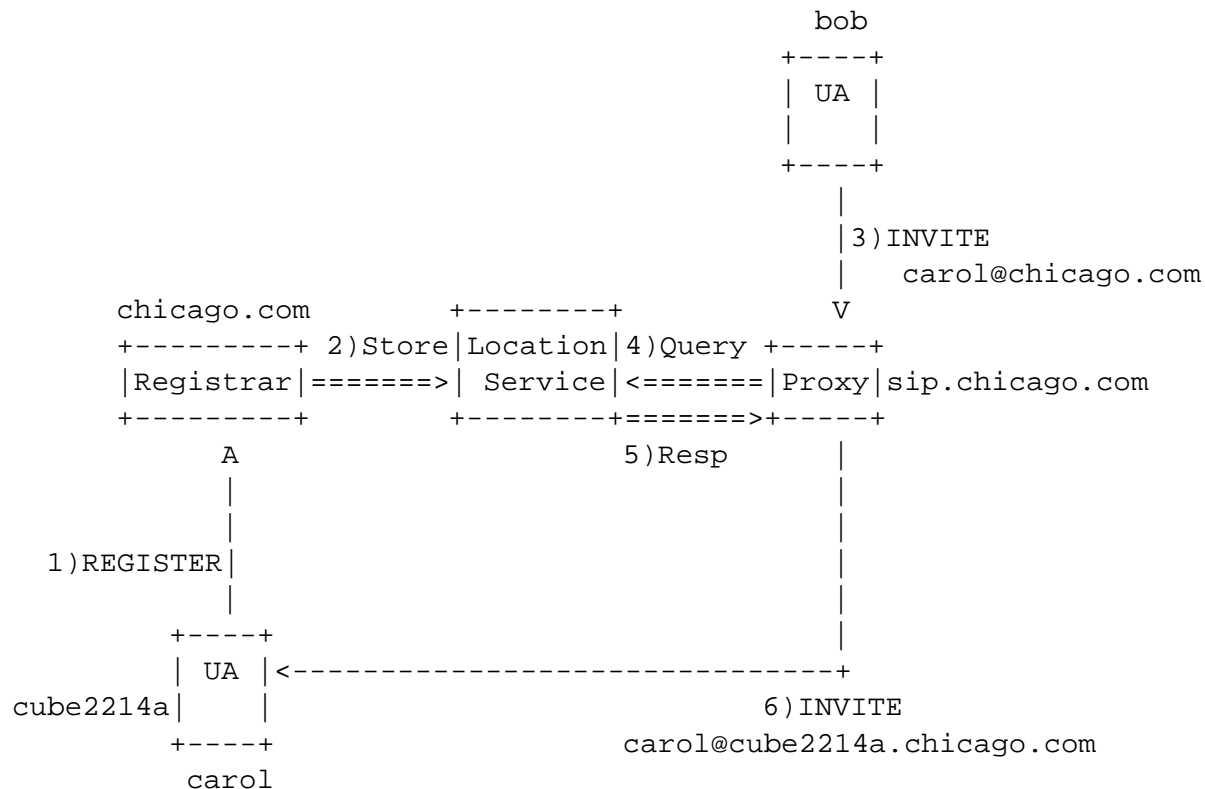 bob
+----+
| UA |
|    |
+----+
|
|3)INVITE
|   carol@chicago.com
chicago.com        +--------+            V
+---------+ 2)Store|Location|4)Query +-----+
|Registrar|=======>| Service|<=======|Proxy|sip.chicago.com
+---------+        +--------+=======>+-----+
A                      5)Resp      |
|                                  |
|                                  |
1)REGISTER|                                  |
|                                  |
+----+                                |
| UA |<-------------------------------+
cube2214a|    |                            6)INVITE
+----+                    carol@cube2214a.chicago.com
carol